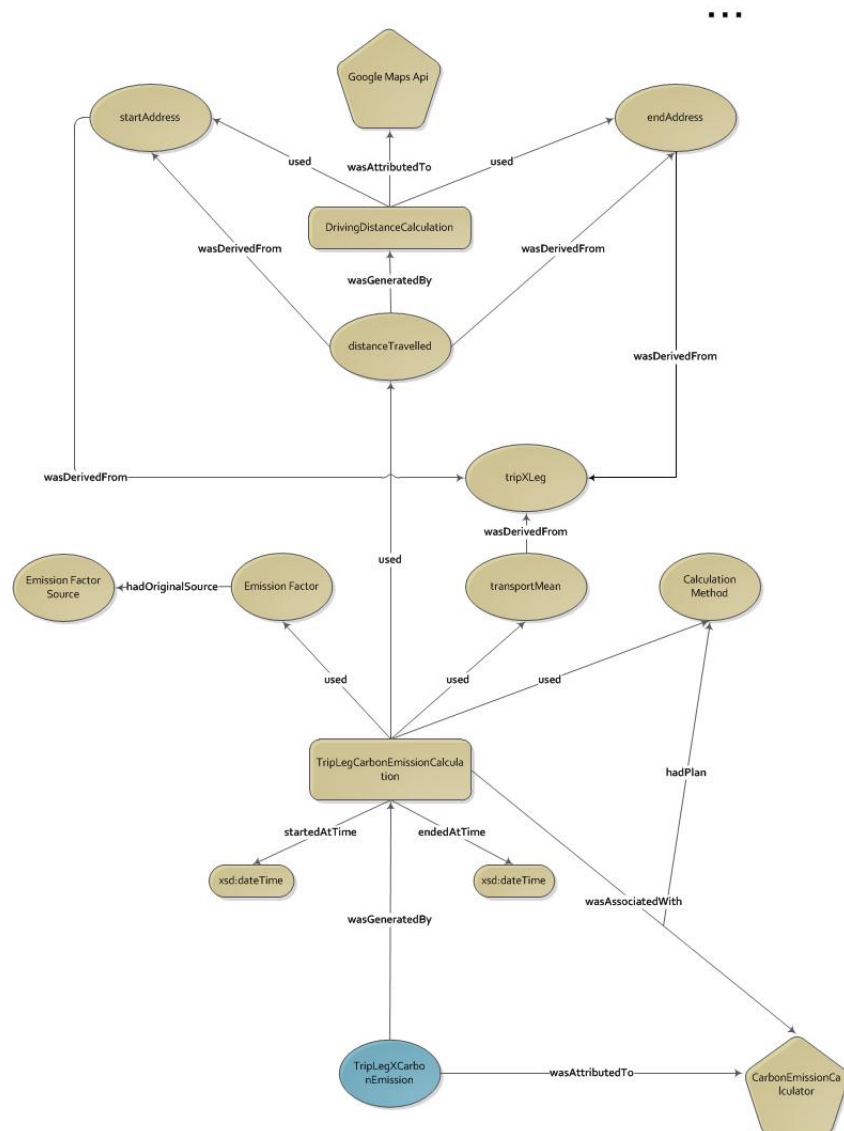 ...
Google Maps Api
startAddress
endAddress
used
used
wasAttributedTo
DrivingDistanceCalculation
wasDerivedFrom
wasDerivedFrom
wasGeneratedBy
distanceTravelled
wasDerivedFrom
wasDerivedFrom
tripXLeg
wasDerivedFrom
used
Emission Factor
Source
hadOriginalSource
Emission Factor
transportMean
Calculation
Method
used
used
used
TripLegCarbonEmissionCalcula
tion
hadPlan
startedAtTime
endedAtTime
xsd:dateTime
xsd:dateTime
wasAssociatedWith
wasGeneratedBy
TripLegXCarbo
nEmission
wasAttributedTo
CarbonEmissionCa
lculator